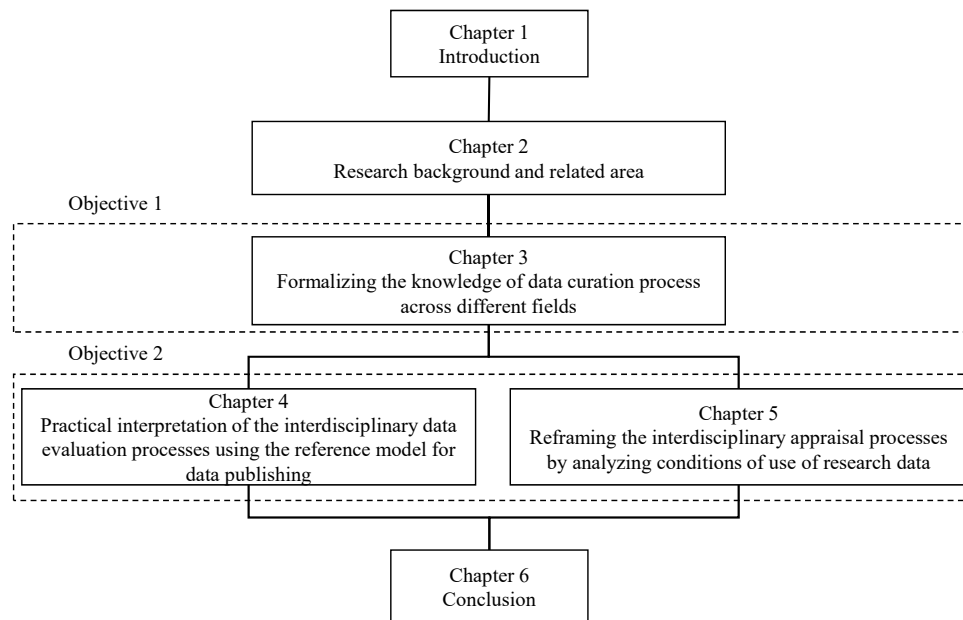 Chapter 1
Introduction
Chapter 2
Research background and related area
Objective 1
Chapter 3
Formalizing the knowledge of data curation process
across different fields
Objective 2
Chapter 4
Practical interpretation of the interdisciplinary data
evaluation processes using the reference model for
data publishing
Chapter 5
Reframing the interdisciplinary appraisal processes
by analyzing conditions of use of research data
Chapter 6
Conclusion